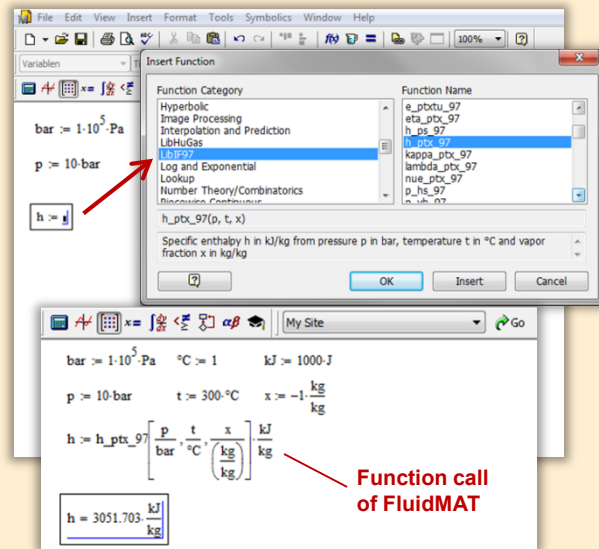 File Edit View Insert Format Tools Symbolics Window Help
100%
Variablen
Insert Function
Function Category
Function Name
Hyperbolic
Image Processing
Interpolation and Prediction
LibHuGas
LibIF97
Log and Exponential
Lookup
Number Theory/Combinatorics
Piecewise Continuous
e_ptxtu_97
eta_ptx_97
h_ps_97
h_ptx_97
kappa_ptx_97
lambda_ptx_97
nue_ptx_97
p_hs_97
p_vh_97
h_ptx_97(p, t, x)
Specific enthalpy h in kJ/kg from pressure p in bar, temperature t in °C and vapor
fraction x in kg/kg
OK Insert Cancel
bar := 1·10^5·Pa
p := 10·bar
h :=
My Site Go
bar := 1·10^5·Pa °C := 1 kJ := 1000·J
p := 10·bar t := 300·°C x := -1·kg/kg
h := h_ptx_97[p/bar, t/°C, x/(kg/kg)]·kJ/kg
h = 3051.703·kJ/kg
Function call
of FluidMAT